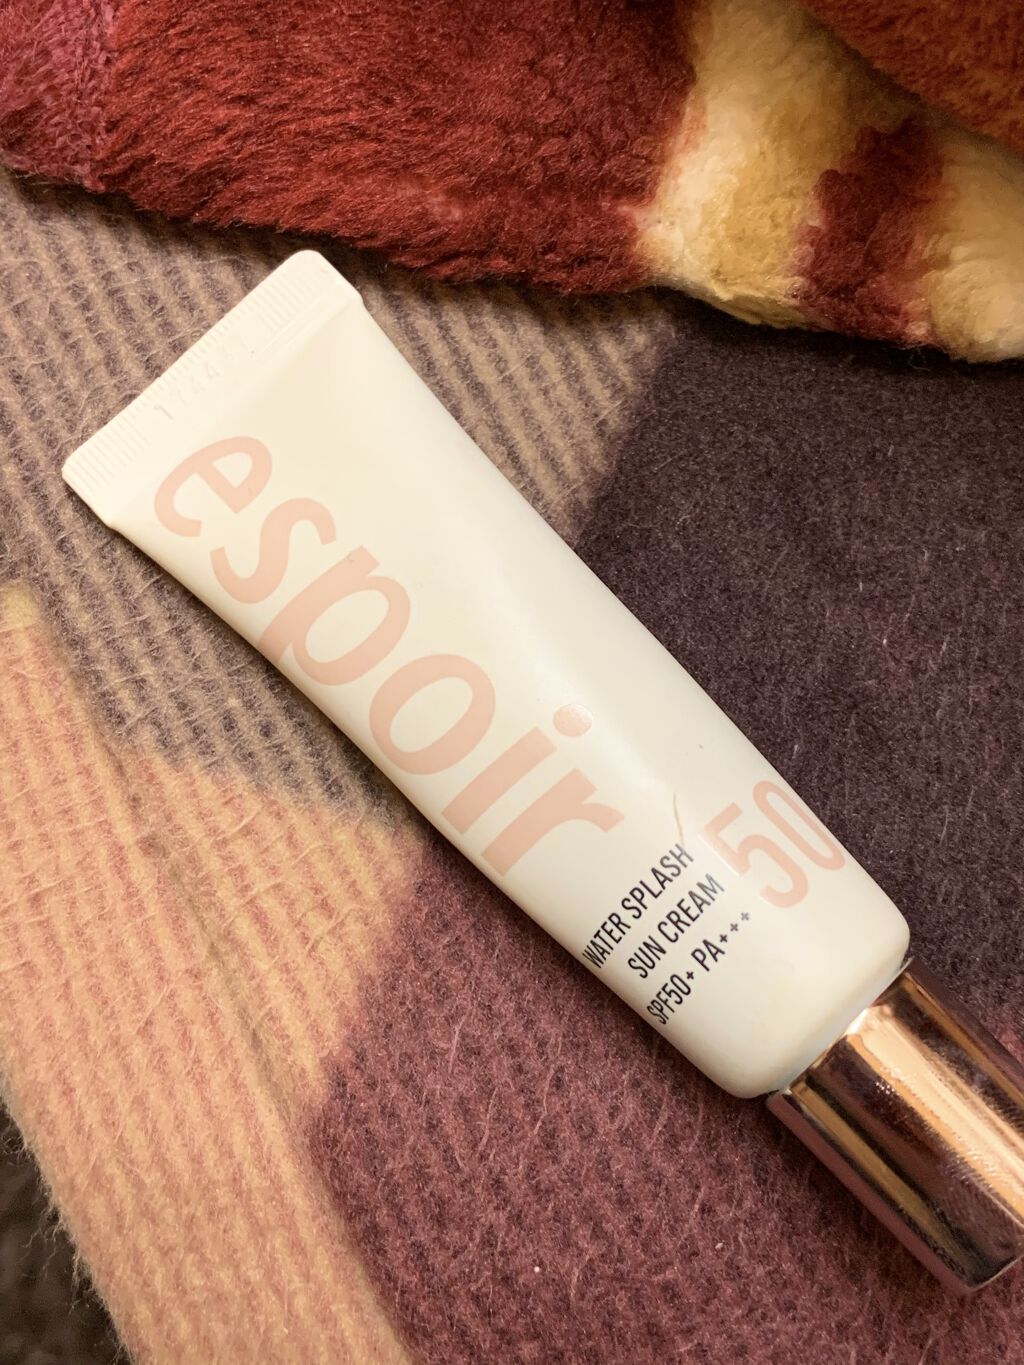 espoir
50
WATER SPLASH
SUN CREAM
SPF50+ PA+++